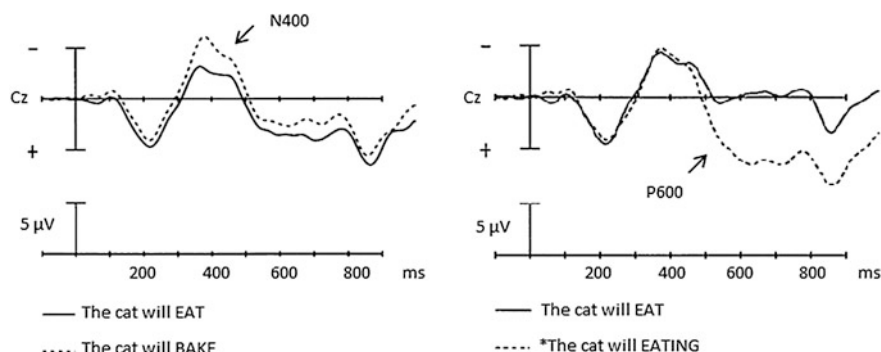 N400
−
Cz
+
5 µV
200 400 600 800 ms
The cat will EAT
The cat will BAKE
−
Cz
+
P600
5 µV
200 400 600 800 ms
The cat will EAT
*The cat will EATING